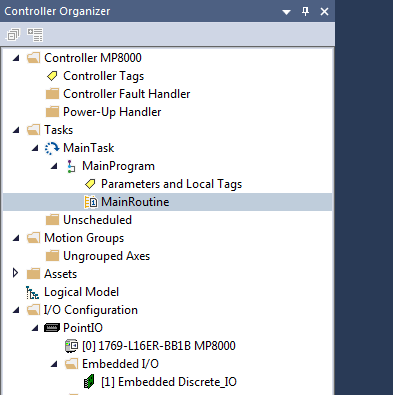 Controller Organizer
Controller MP8000
Controller Tags
Controller Fault Handler
Power-Up Handler
Tasks
MainTask
MainProgram
Parameters and Local Tags
MainRoutine
Unscheduled
Motion Groups
Ungrouped Axes
Assets
Logical Model
I/O Configuration
PointIO
[0] 1769-L16ER-BB1B MP8000
Embedded I/O
[1] Embedded Discrete_IO